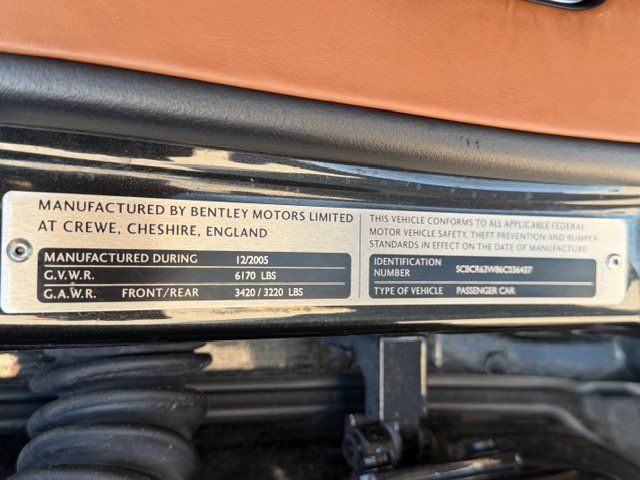 MANUFACTURED BY BENTLEY MOTORS LIMITED
AT CREWE, CHESHIRE, ENGLAND
MANUFACTURED DURING 12/2005
G.V.W.R. 6170 LBS
G.A.W.R. FRONT/REAR 3420 / 3220 LBS
THIS VEHICLE CONFORMS TO ALL APPLICABLE FEDERAL
MOTOR VEHICLE SAFETY, THEFT PREVENTION AND BUMPER
STANDARDS IN EFFECT ON THE DATE OF MANUFACTURE
IDENTIFICATION
NUMBER SCBCR63W86C036437
TYPE OF VEHICLE PASSENGER CAR